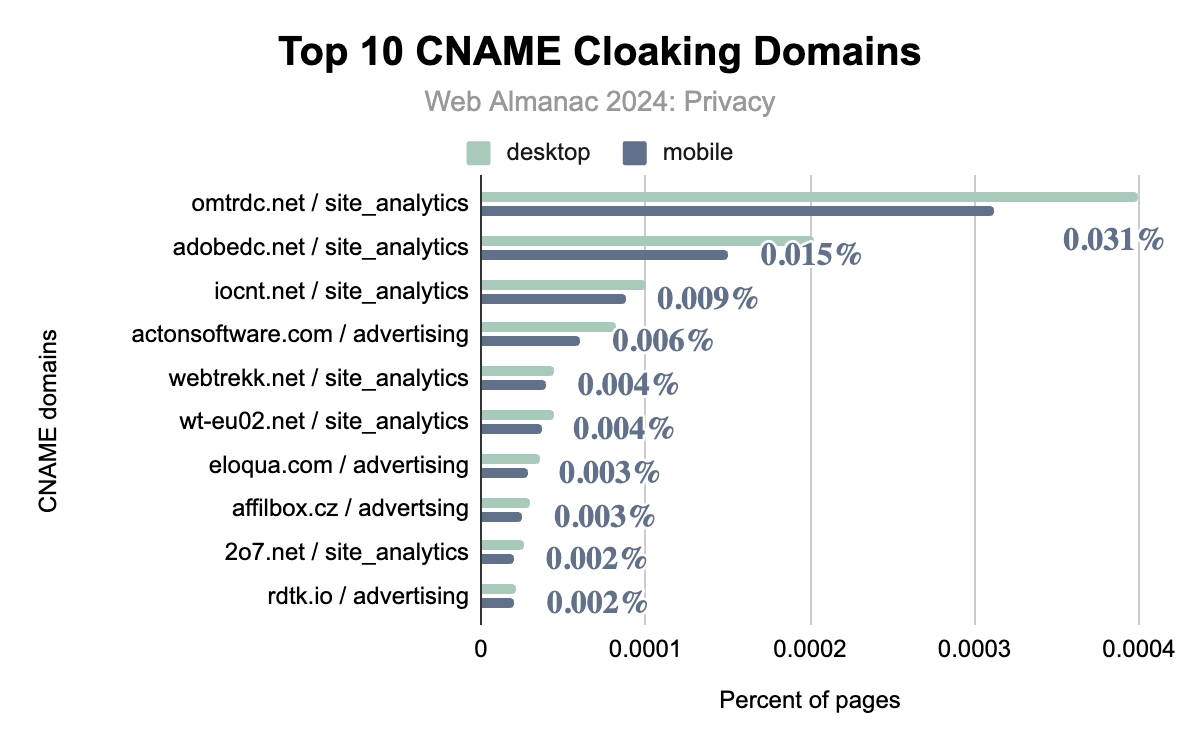 Top 10 CNAME Cloaking Domains
Web Almanac 2024: Privacy
desktop mobile
omtrdc.net / site_analytics
0.031%
adobedc.net / site_analytics 0.015%
iocnt.net / site_analytics 0.009%
actonsoftware.com / advertising 0.006%
webtrekk.net / site_analytics 0.004%
wt-eu02.net / site_analytics 0.004%
eloqua.com / advertising 0.003%
affilbox.cz / advertsing 0.003%
2o7.net / site_analytics 0.002%
rdtk.io / advertising 0.002%
CNAME domains
0 0.0001 0.0002 0.0003 0.0004
Percent of pages